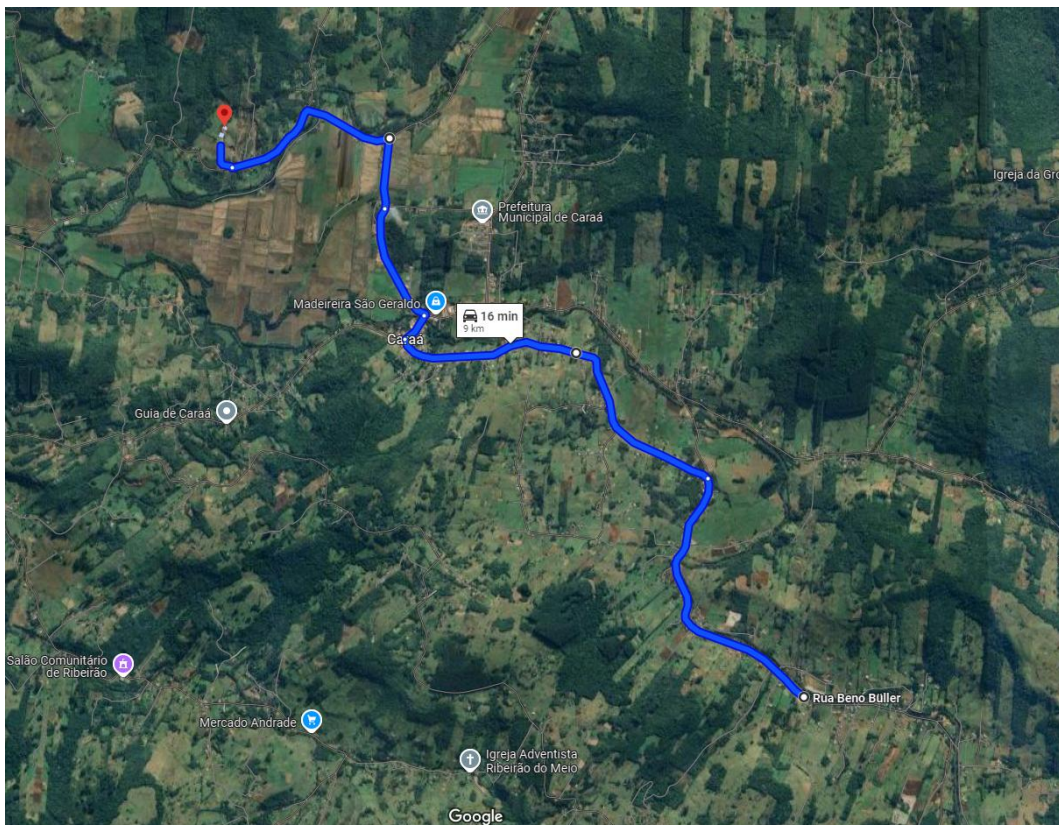 Igreja da Gro
Prefeitura
Municipal de Caraá
Madeireira São Geraldo
16 min
9 km
Caraá
Guia de Caraá
Salão Comunitário
de Ribeirão
Rua Beno Büller
Mercado Andrade
Igreja Adventista
Ribeirão do Meio
Google